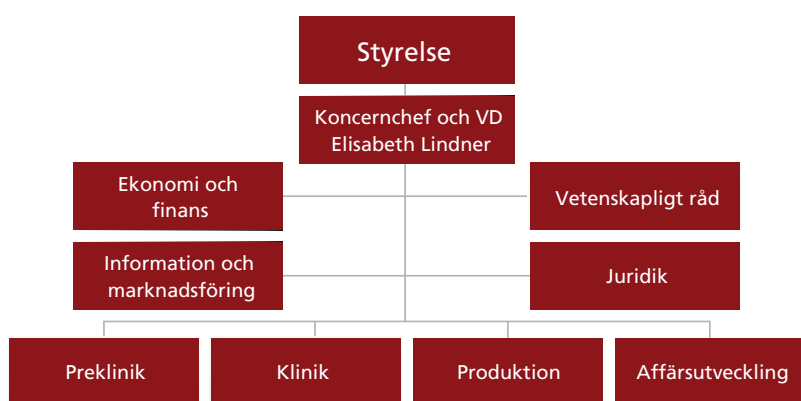 Styrelse
Koncernchef och VD
Elisabeth Lindner
Ekonomi och
finans
Vetenskapligt råd
Information och
marknadsföring
Juridik
Preklinik
Klinik
Produktion
Affärsutveckling